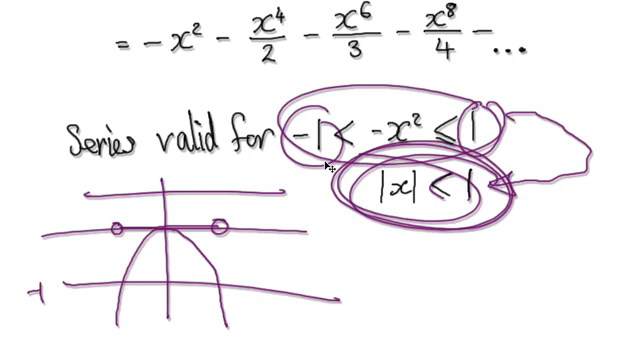 = - x² - x⁴/2 - x⁶/3 - x⁸/4 - ...
Series valid for -1 < -x² ≤ 1
|x| < 1
-1